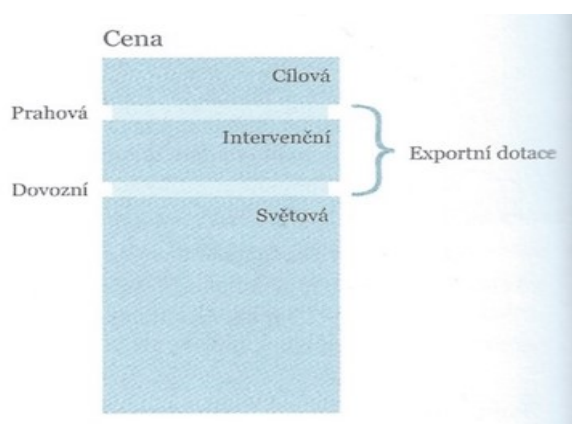 Cena
Cílová
Prahová
Intervenční
Exportní dotace
Dovozní
Světová